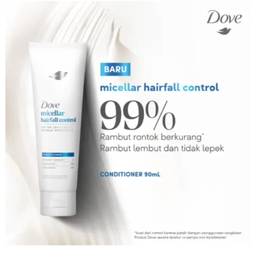 Dove
BARU
micellar hairfall control
99%
Rambut rontok berkurang*
Rambut lembut dan tidak lepek
CONDITIONER 90mL
Dove
micellar
hairfall control